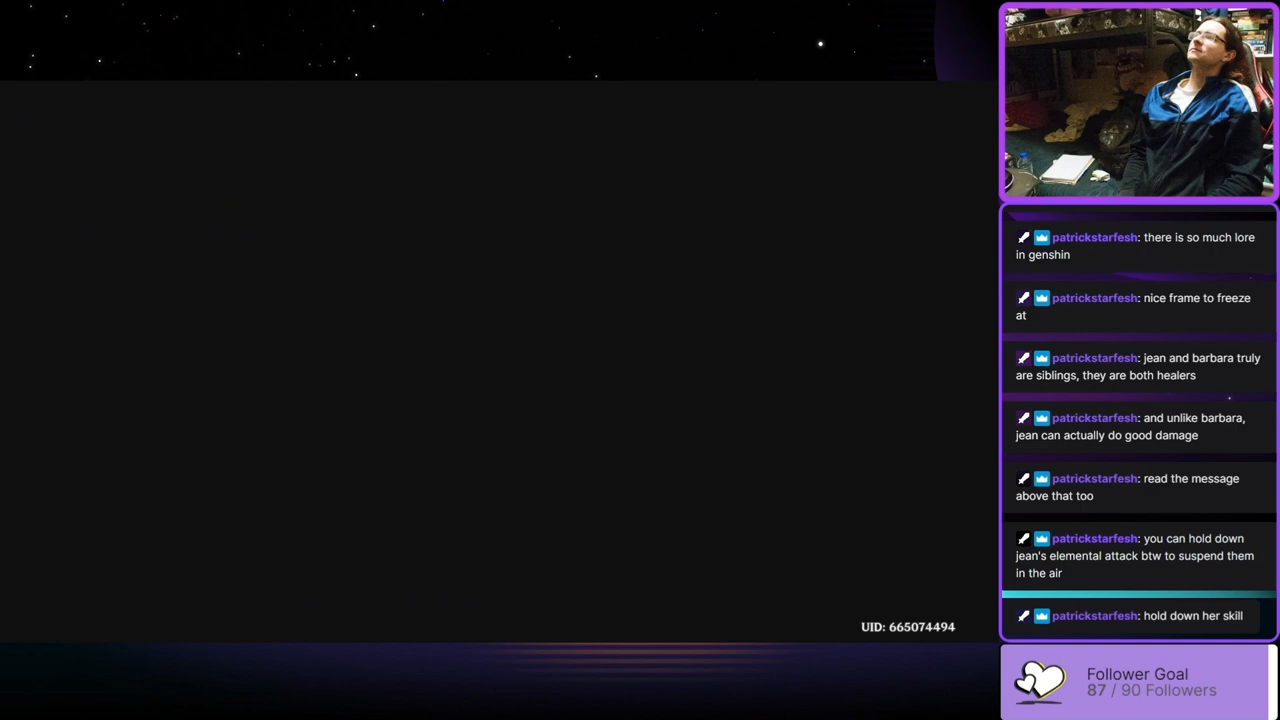 patrickstarfesh: there is so much lore
in genshin
patrickstarfesh: nice frame to freeze
at
patrickstarfesh: jean and barbara truly
are siblings, they are both healers
patrickstarfesh: and unlike barbara,
jean can actually do good damage
patrickstarfesh: read the message
above that too
patrickstarfesh: you can hold down
jean's elemental attack btw to suspend them
in the air
patrickstarfesh: hold down her skill
UID: 665074494
Follower Goal
87 / 90 Followers